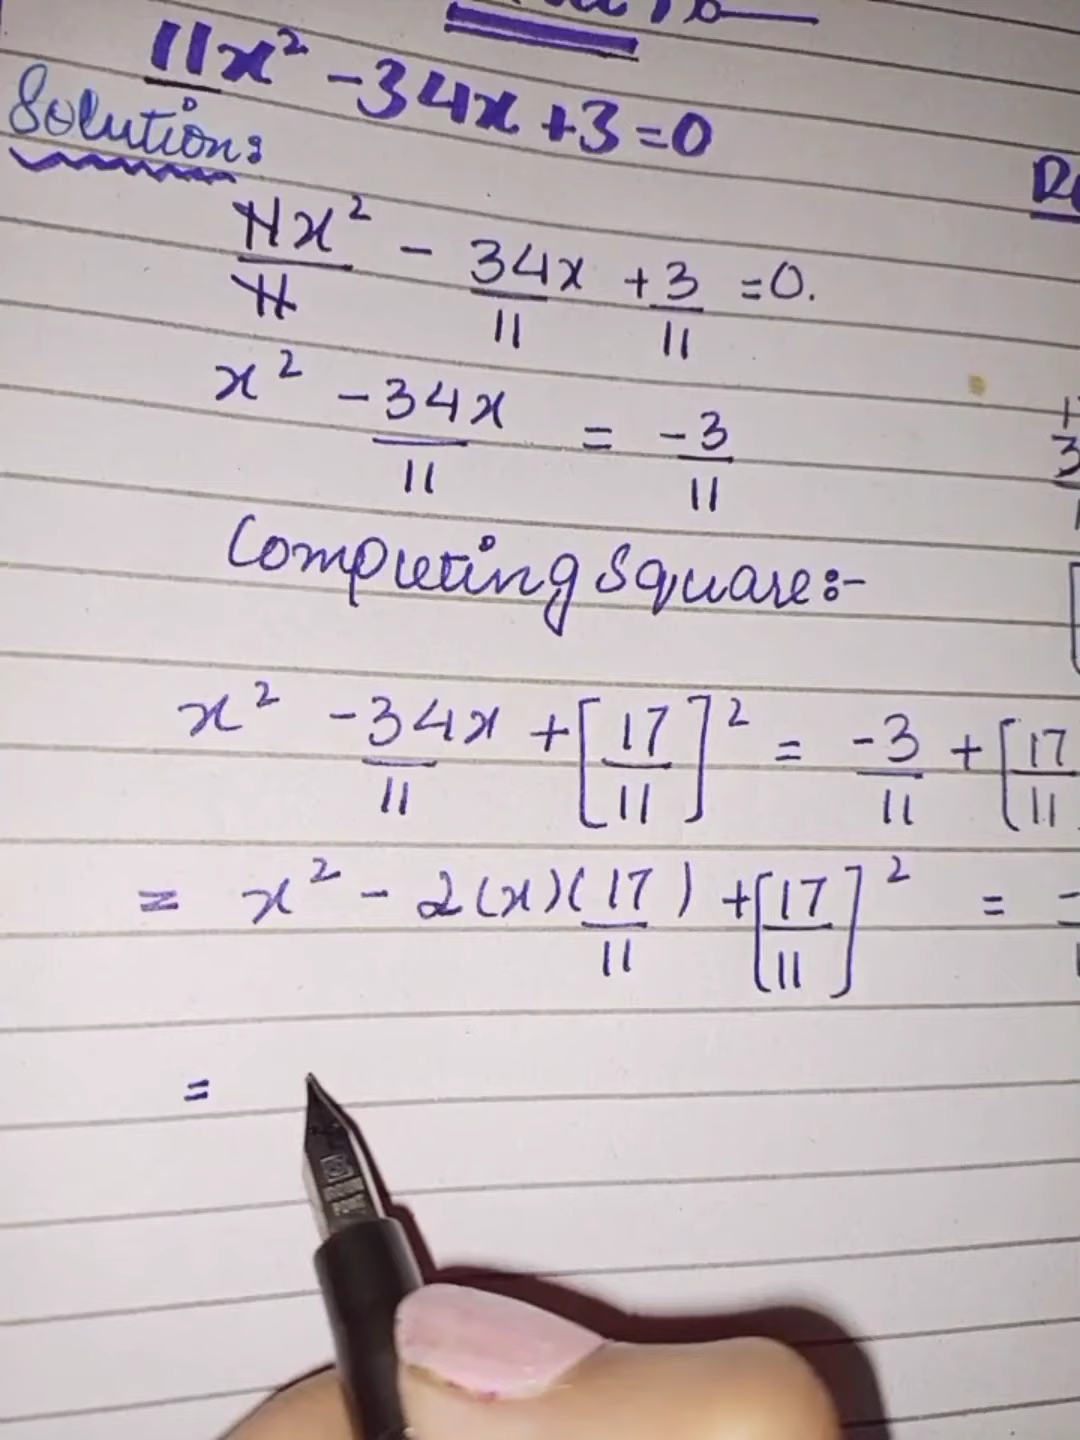 11x² - 34x + 3 = 0
Solution:
11x²/11 - 34x/11 + 3/11 = 0.
x² - 34x/11 = -3/11
Completing Square:-
x² - 34x/11 + [17/11]² = -3/11 + [17/11
= x² - 2(x)(17/11) + [17/11]² = -
=